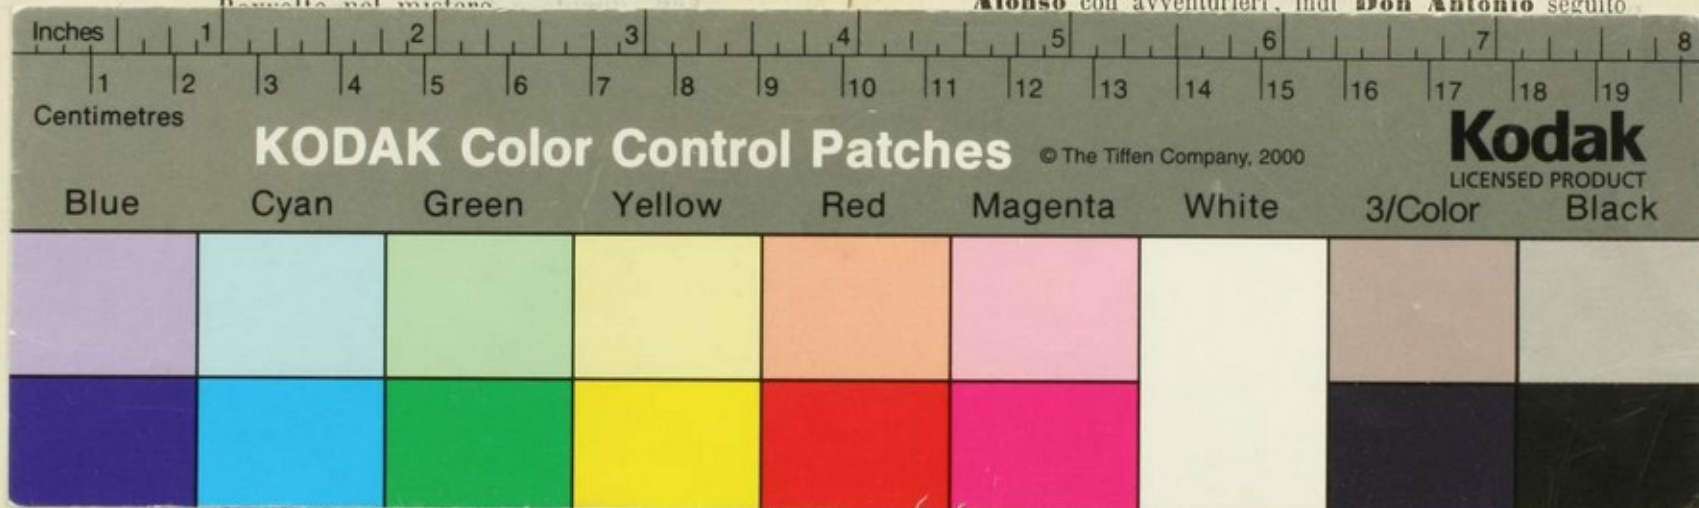 nel mistero
Alonso con avventurieri, indi Don Antonio seguito
Inches 1 2 3 4 5 6 7 8
1 2 3 4 5 6 7 8 9 10 11 12 13 14 15 16 17 18 19
Centimetres
KODAK Color Control Patches © The Tiffen Company, 2000 Kodak
LICENSED PRODUCT
Blue Cyan Green Yellow Red Magenta White 3/Color Black